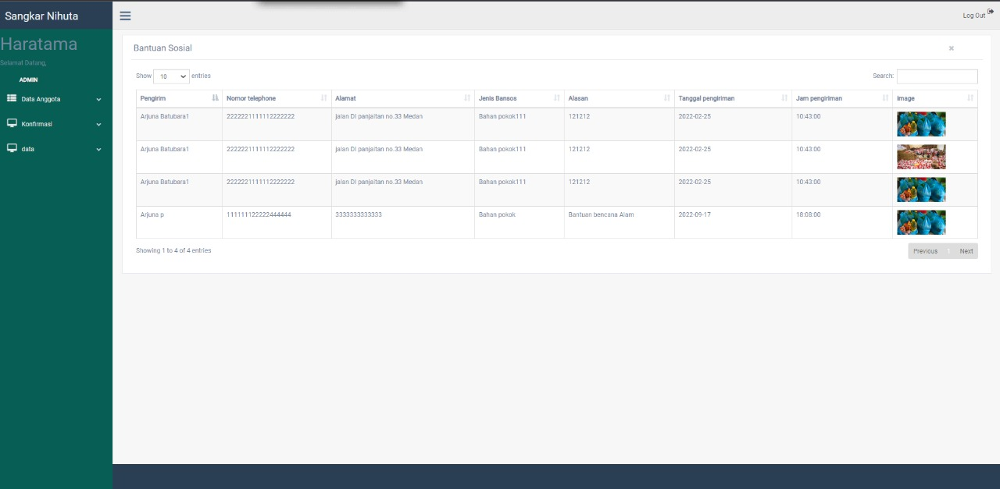 Sangkar Nihuta
Log Out
Haratama
Selamat Datang,
ADMIN
Data Anggota
Konfirmasi
data
Bantuan Sosial
Show 10 entries
Search:
Pengirim Nomor telephone Alamat Jenis Bansos Alasan Tanggal pengiriman Jam pengiriman image
Arjuna Batubara1 2222221111112222222 jalan DI panjaitan no.33 Medan Bahan pokok111 121212 2022-02-25 10:43:00
Arjuna Batubara1 2222221111112222222 jalan DI panjaitan no.33 Medan Bahan pokok111 121212 2022-02-25 10:43:00
Arjuna Batubara1 2222221111112222222 jalan DI panjaitan no.33 Medan Bahan pokok111 121212 2022-02-25 10:43:00
Arjuna p 111111122222444444 3333333333333 Bahan pokok Bantuan bencana Alam 2022-09-17 18:08:00
Showing 1 to 4 of 4 entries
Previous 1 Next